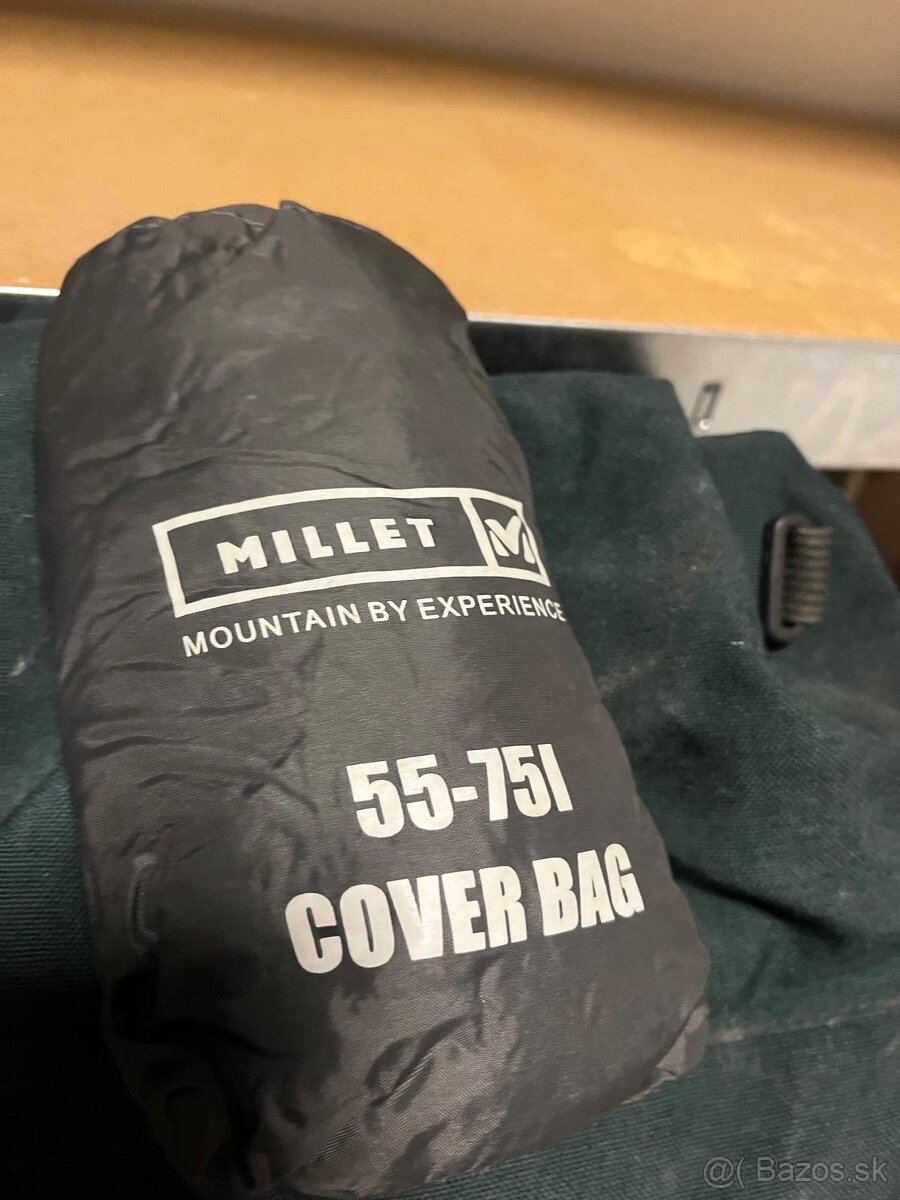 MILLET
MOUNTAIN BY EXPERIENCE
55-75l
COVER BAG
@( Bazos.sk